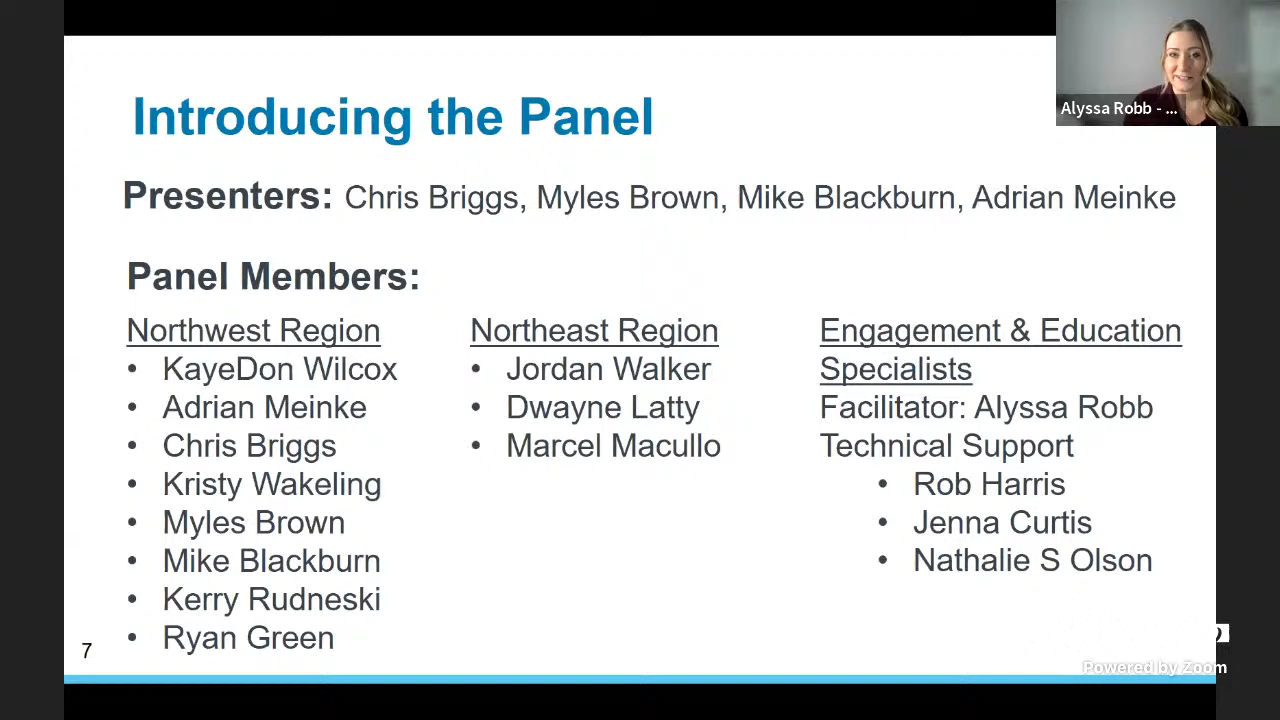 Introducing the Panel
Alyssa Robb - ...
Presenters: Chris Briggs, Myles Brown, Mike Blackburn, Adrian Meinke
Panel Members:
Northwest Region
• KayeDon Wilcox
• Adrian Meinke
• Chris Briggs
• Kristy Wakeling
• Myles Brown
• Mike Blackburn
• Kerry Rudneski
• Ryan Green
Northeast Region
• Jordan Walker
• Dwayne Latty
• Marcel Macullo
Engagement & Education
Specialists
Facilitator: Alyssa Robb
Technical Support
• Rob Harris
• Jenna Curtis
• Nathalie S Olson
7
Powered by Zoom